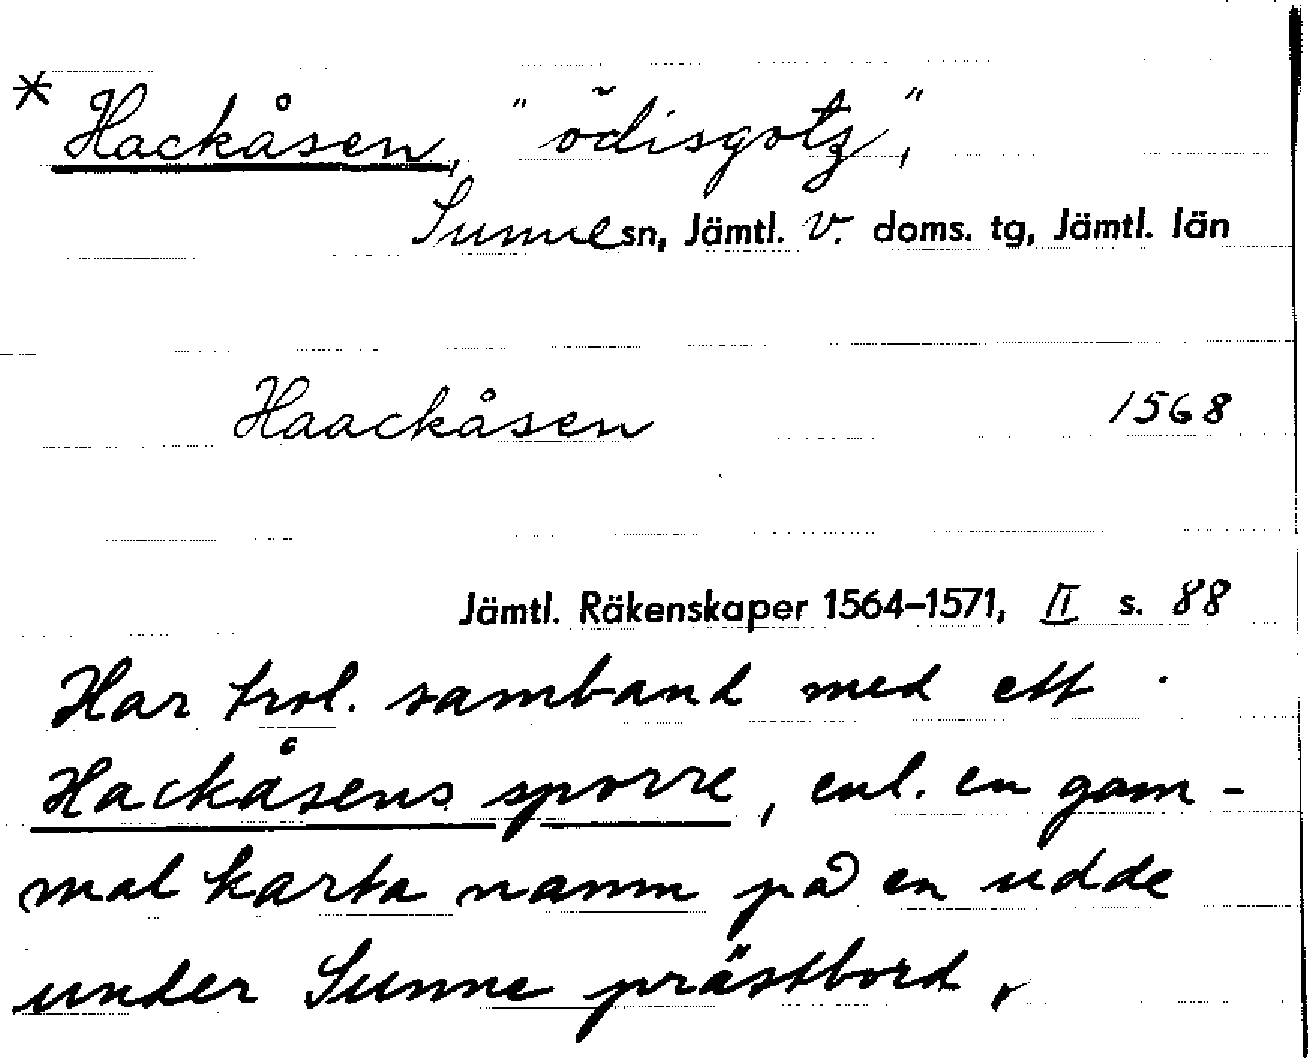 * Hackåsen, "ödisgotz",
Sunne sn, Jämtl. v. doms. tg, Jämtl. län
Haackåsen 1568
Jämtl. Räkenskaper 1564–1571, II s. 88
Har trol. samband med ett
Hackåsens sporre, enl. en gam-
mal karta namn på en udde
under Sunne prästbord.